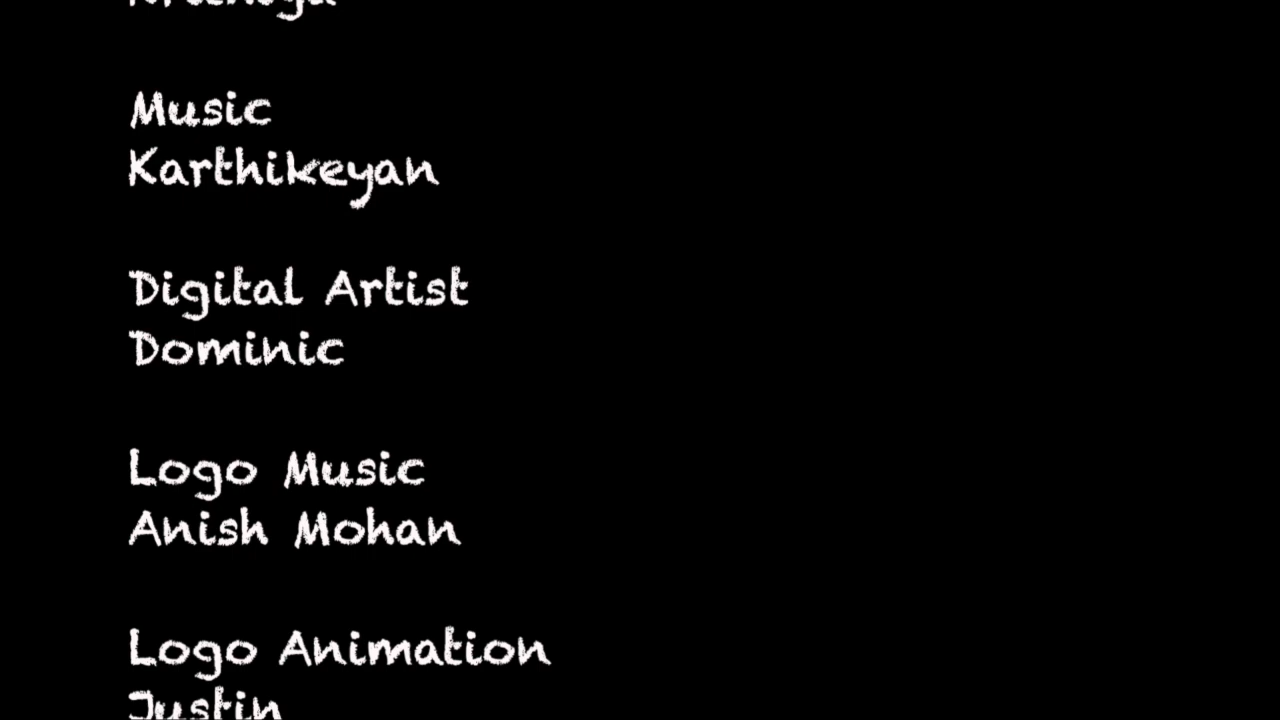 Music
Karthikeyan
Digital Artist
Dominic
Logo Music
Anish Mohan
Logo Animation
Justin